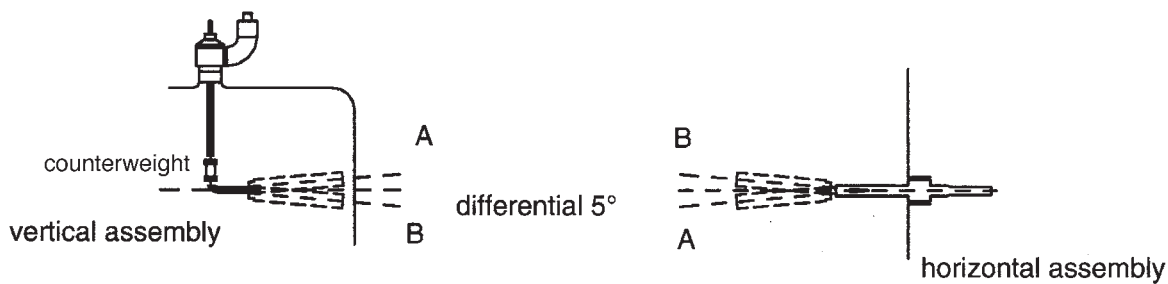 A
counterweight
B
vertical assembly
differential 5°
B
A
horizontal assembly